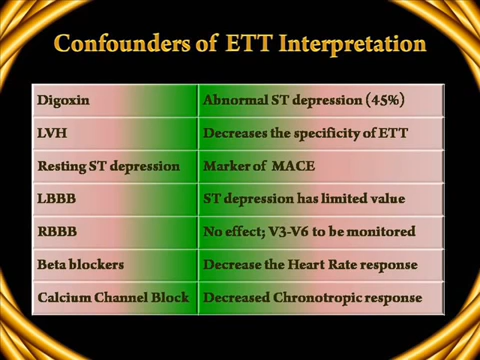 Confounders of ETT Interpretation
Digoxin Abnormal ST depression (45%)
LVH Decreases the specificity of ETT
Resting ST depression Marker of MACE
LBBB ST depression has limited value
RBBB No effect; V3-V6 to be monitored
Beta blockers Decrease the Heart Rate response
Calcium Channel Block Decreased Chronotropic response